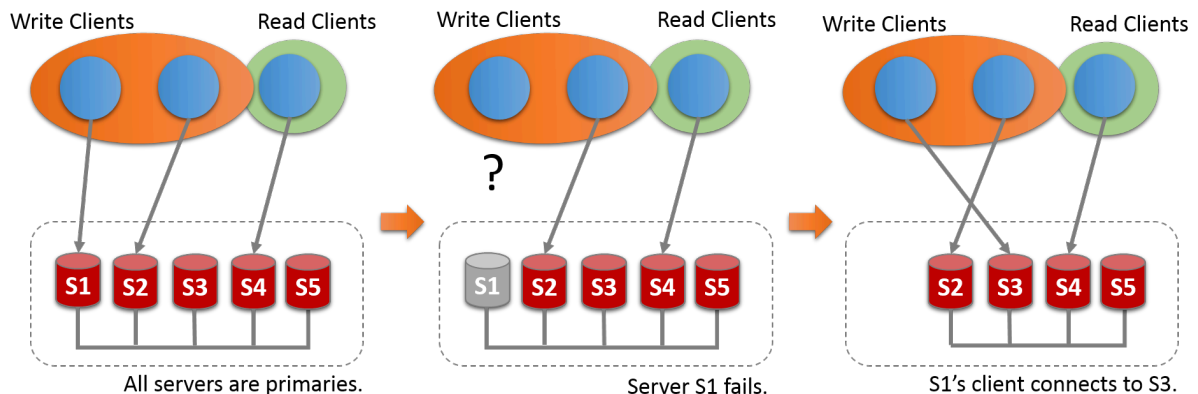 Write Clients
Read Clients
S1 S2 S3 S4 S5
All servers are primaries.
Write Clients
Read Clients
?
S1 S2 S3 S4 S5
Server S1 fails.
Write Clients
Read Clients
S2 S3 S4 S5
S1's client connects to S3.